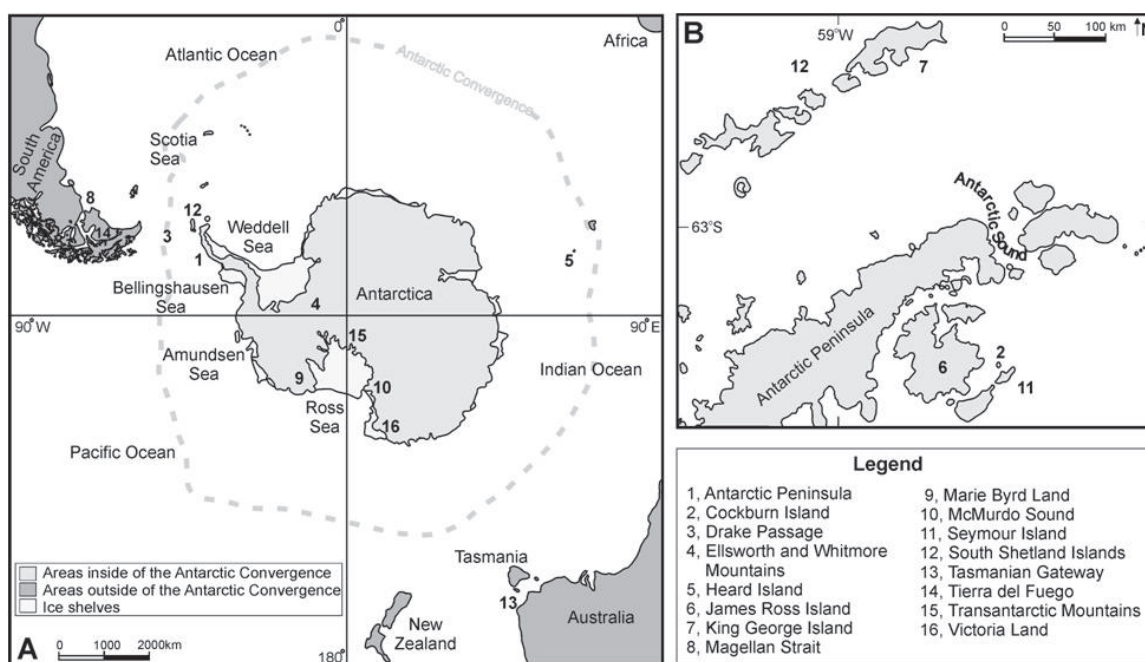 0°
Atlantic Ocean
Africa
Antarctic Convergence
South
America
Scotia
Sea
8
14
12
3
Weddell
Sea
1
5
Bellingshausen
Sea
4
Antarctica
90°W
90°E
15
Amundsen
Sea
9
10
Indian Ocean
Ross
Sea
16
Pacific Ocean
Tasmania
13
Australia
New
Zealand
Areas inside of the Antarctic Convergence
Areas outside of the Antarctic Convergence
Ice shelves
A
0 1000 2000km
180°
B
59°W
0 50 100 km
N
12
7
Antarctic Sound
63°S
Antarctic Peninsula
2
6
11
Legend
1, Antarctic Peninsula
2, Cockburn Island
3, Drake Passage
4, Ellsworth and Whitmore
Mountains
5, Heard Island
6, James Ross Island
7, King George Island
8, Magellan Strait
9, Marie Byrd Land
10, McMurdo Sound
11, Seymour Island
12, South Shetland Islands
13, Tasmanian Gateway
14, Tierra del Fuego
15, Transantarctic Mountains
16, Victoria Land